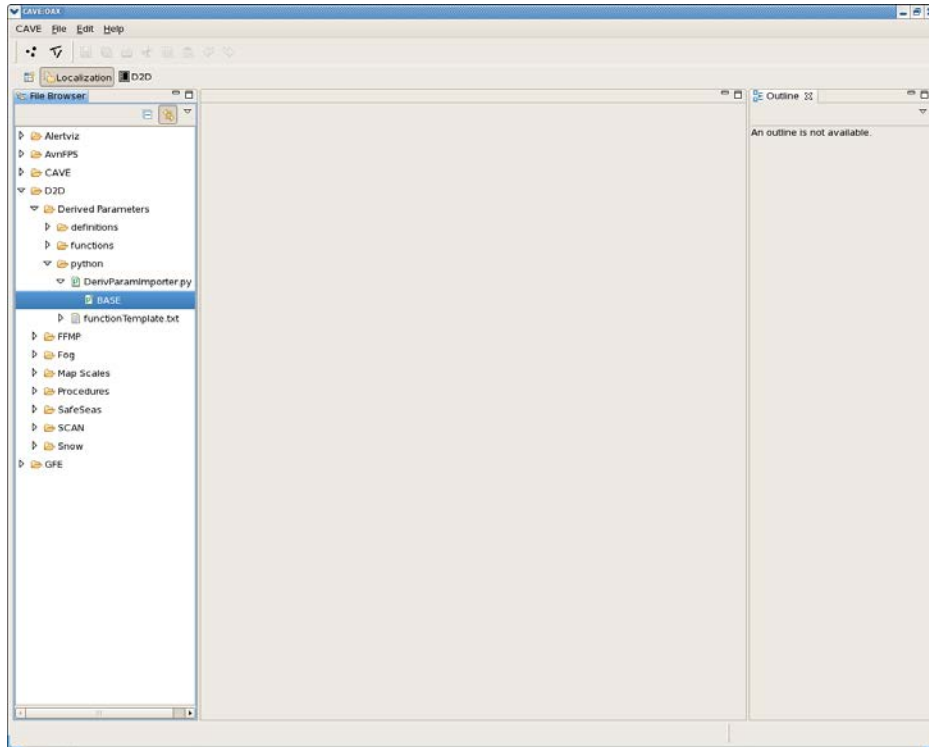 CAVE:OAX
CAVE File Edit Help
Localization D2D
File Browser
Outline
An outline is not available.
Alertviz
AvnFPS
CAVE
D2D
Derived Parameters
definitions
functions
python
DerivParamImporter.py
BASE
functionTemplate.txt
FFMP
Fog
Map Scales
Procedures
SafeSeas
SCAN
Snow
GFE